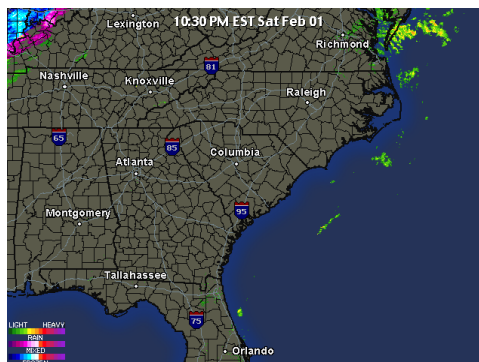 10:30 PM EST Sat Feb 01
Lexington
Richmond
81
Nashville
Knoxville
Raleigh
65
85
Columbia
Atlanta
95
Montgomery
Tallahassee
75
LIGHT HEAVY
RAIN
MIXED
Orlando